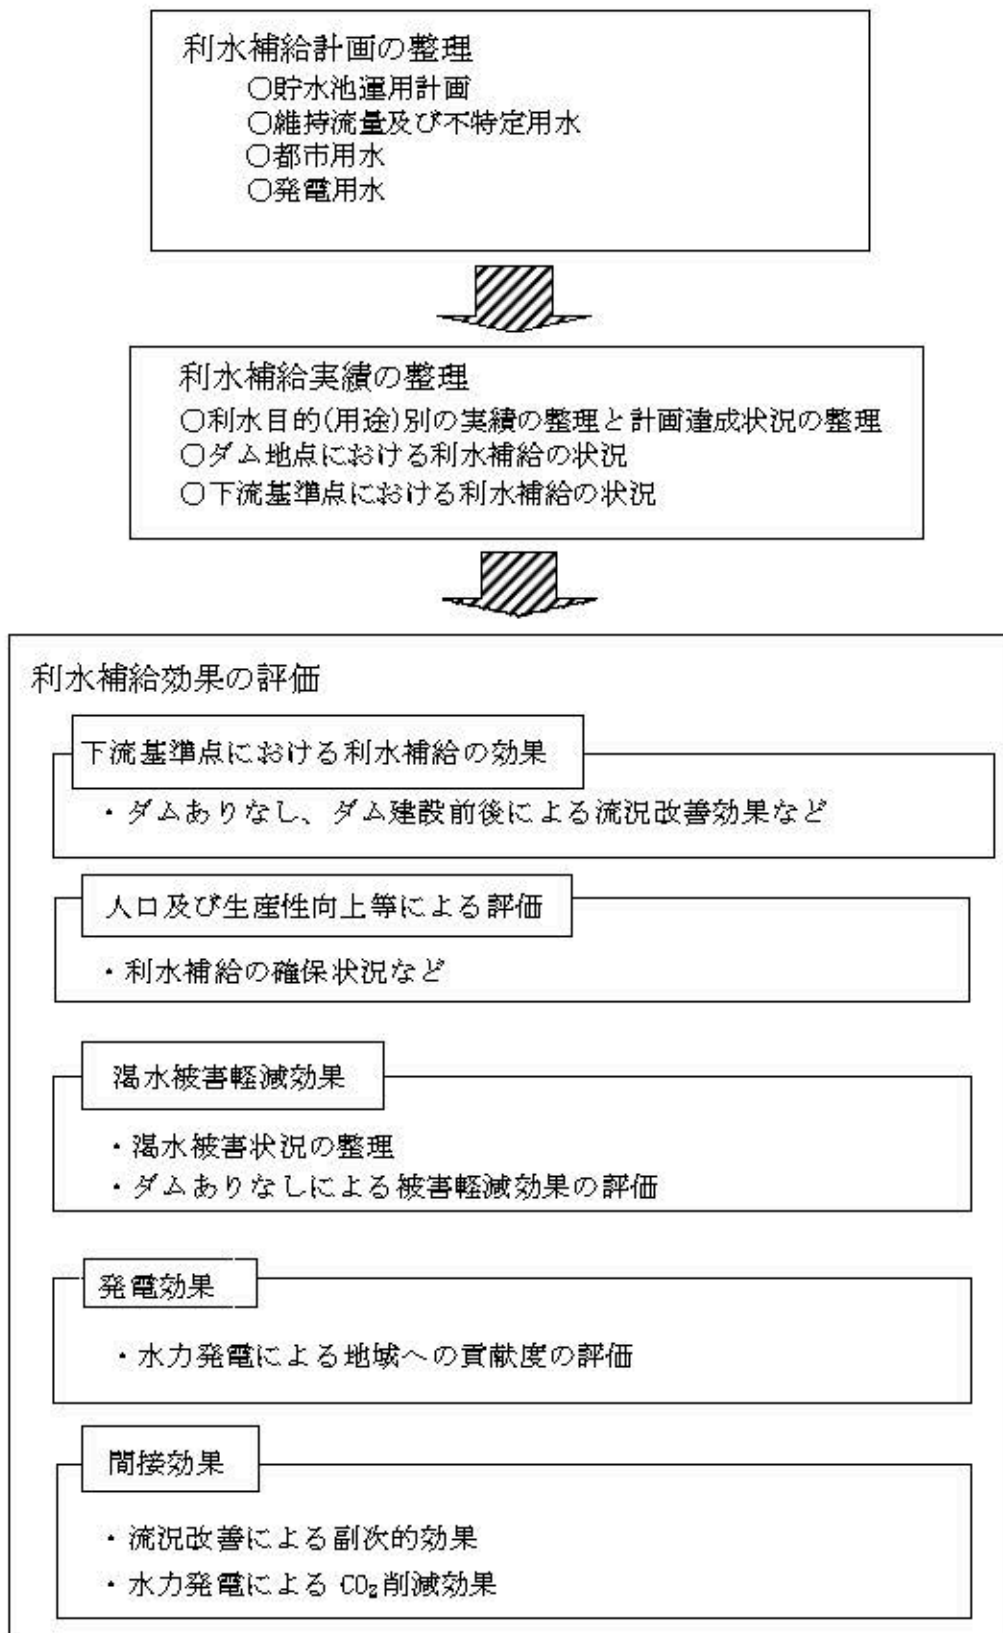 利水補給計画の整理
○貯水池運用計画
○維持流量及び不特定用水
○都市用水
○発電用水
利水補給実績の整理
○利水目的(用途)別の実績の整理と計画達成状況の整理
○ダム地点における利水補給の状況
○下流基準点における利水補給の状況
利水補給効果の評価
下流基準点における利水補給の効果
・ダムありなし、ダム建設前後による流況改善効果など
人口及び生産性向上等による評価
・利水補給の確保状況など
渇水被害軽減効果
・渇水被害状況の整理
・ダムありなしによる被害軽減効果の評価
発電効果
・水力発電による地域への貢献度の評価
間接効果
・流況改善による副次的効果
・水力発電による CO₂削減効果